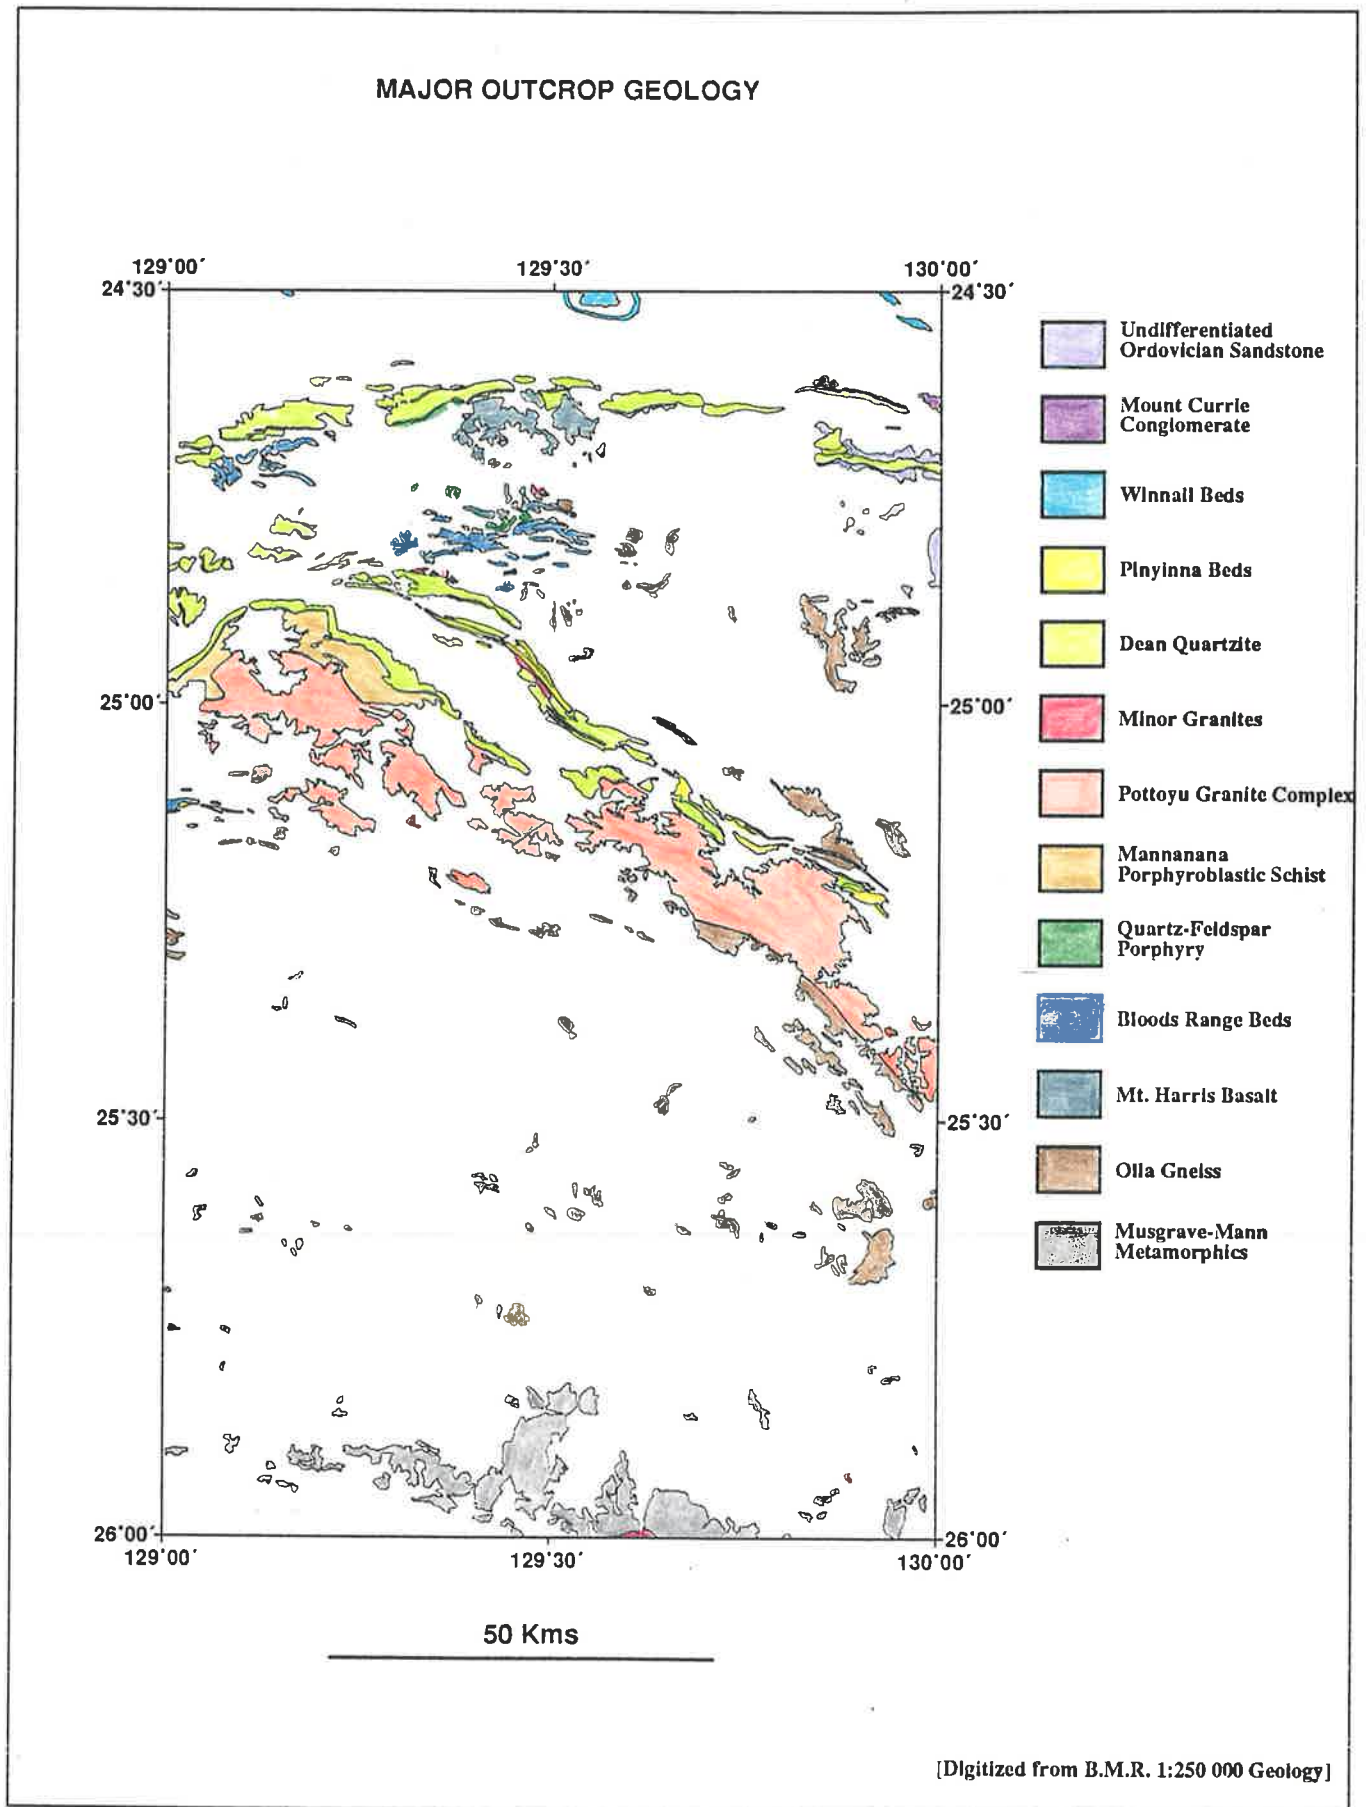 MAJOR OUTCROP GEOLOGY
129°00'
129°30'
130°00'
24°30'
24°30'
Undifferentiated
Ordovician Sandstone
Mount Currie
Conglomerate
Winnall Beds
Pinyinna Beds
Dean Quartzite
25°00'
25°00'
Minor Granites
Pottoyu Granite Complex
Mannanana
Porphyroblastic Schist
Quartz-Feldspar
Porphyry
Bloods Range Beds
Mt. Harris Basalt
25°30'
25°30'
Olia Gneiss
Musgrave-Mann
Metamorphics
26°00'
26°00'
129°00'
129°30'
130°00'
50 Kms
[Digitized from B.M.R. 1:250 000 Geology]